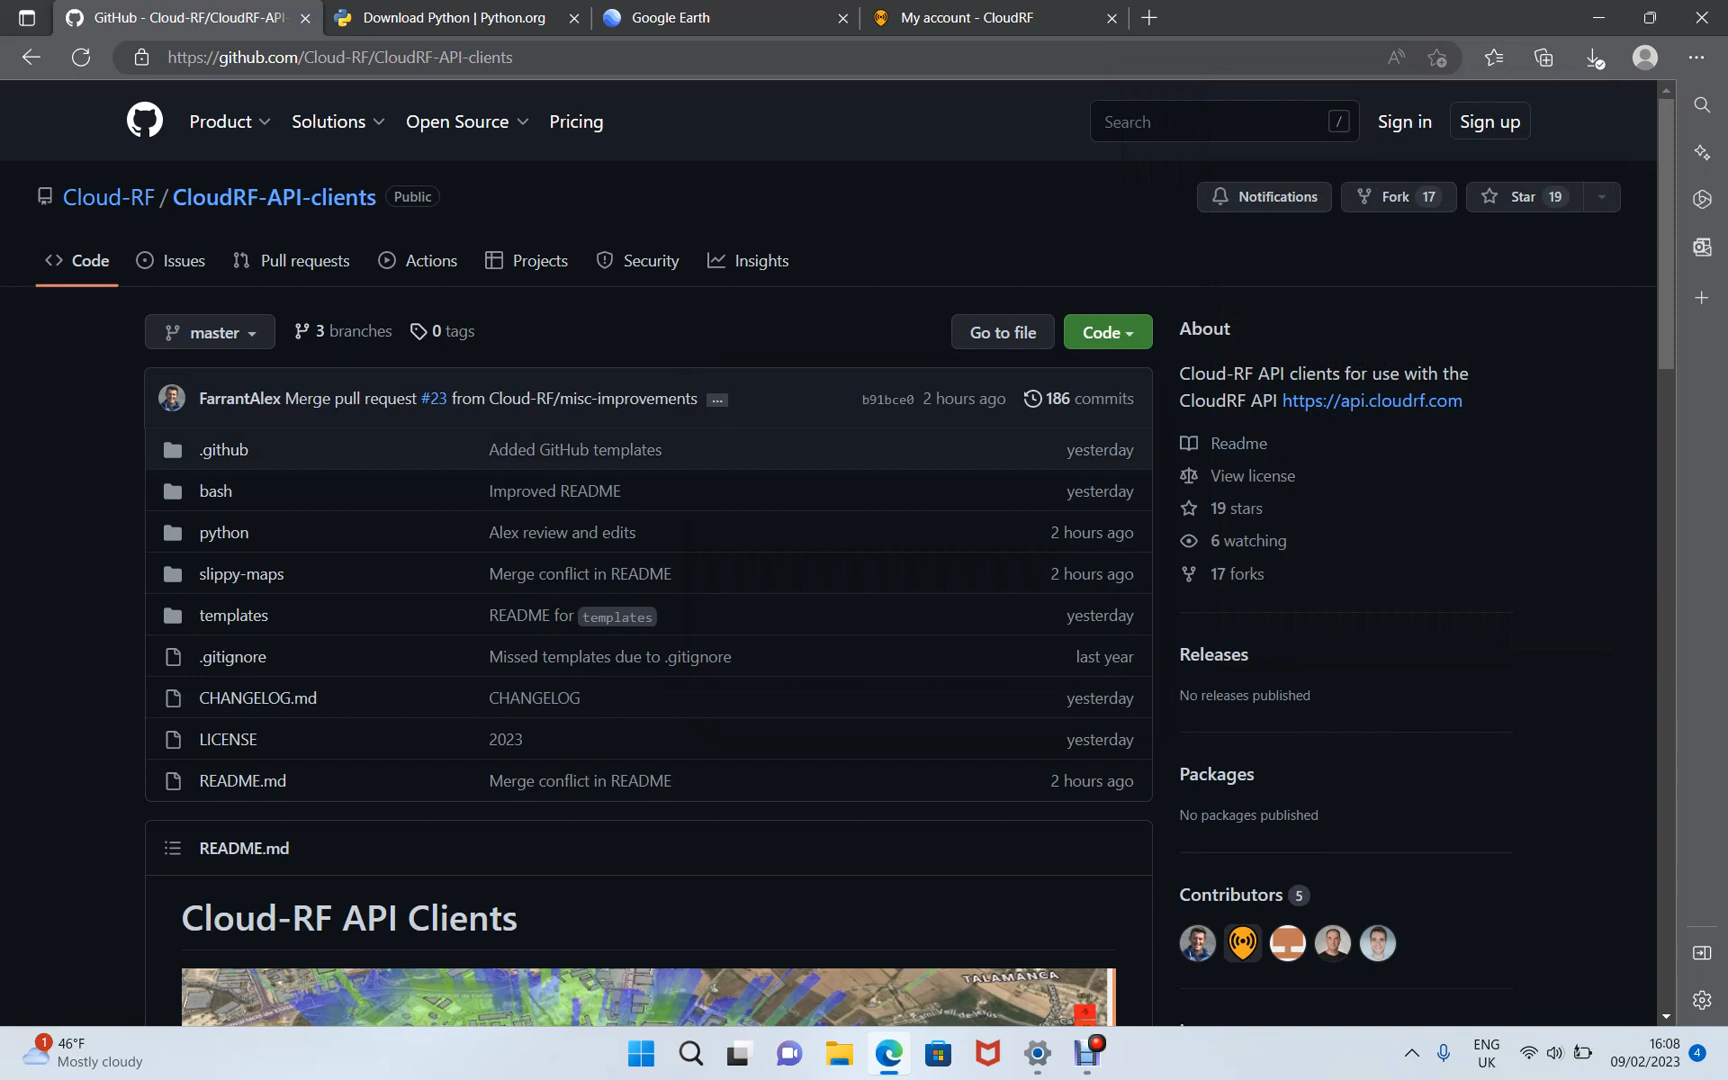 GitHub - Cloud-RF/CloudRF-API-
Download Python | Python.org
Google Earth
My account - CloudRF
https://github.com/Cloud-RF/CloudRF-API-clients
Product
Solutions
Open Source
Pricing
Search
/
Sign in
Sign up
Cloud-RF / CloudRF-API-clients
Public
Notifications
Fork 17
Star 19
Code
Issues
Pull requests
Actions
Projects
Security
Insights
master
3 branches
0 tags
Go to file
Code
FarrantAlex Merge pull request #23 from Cloud-RF/misc-improvements ...
b91bce0 2 hours ago
186 commits
.github
Added GitHub templates
yesterday
bash
Improved README
yesterday
python
Alex review and edits
2 hours ago
slippy-maps
Merge conflict in README
2 hours ago
templates
README for templates
yesterday
.gitignore
Missed templates due to .gitignore
last year
CHANGELOG.md
CHANGELOG
yesterday
LICENSE
2023
yesterday
README.md
Merge conflict in README
2 hours ago
README.md
Cloud-RF API Clients
TALAMANCA
About
Cloud-RF API clients for use with the
CloudRF API https://api.cloudrf.com
Readme
View license
19 stars
6 watching
17 forks
Releases
No releases published
Packages
No packages published
Contributors 5
1
46°F
Mostly cloudy
ENG
UK
16:08
09/02/2023
4